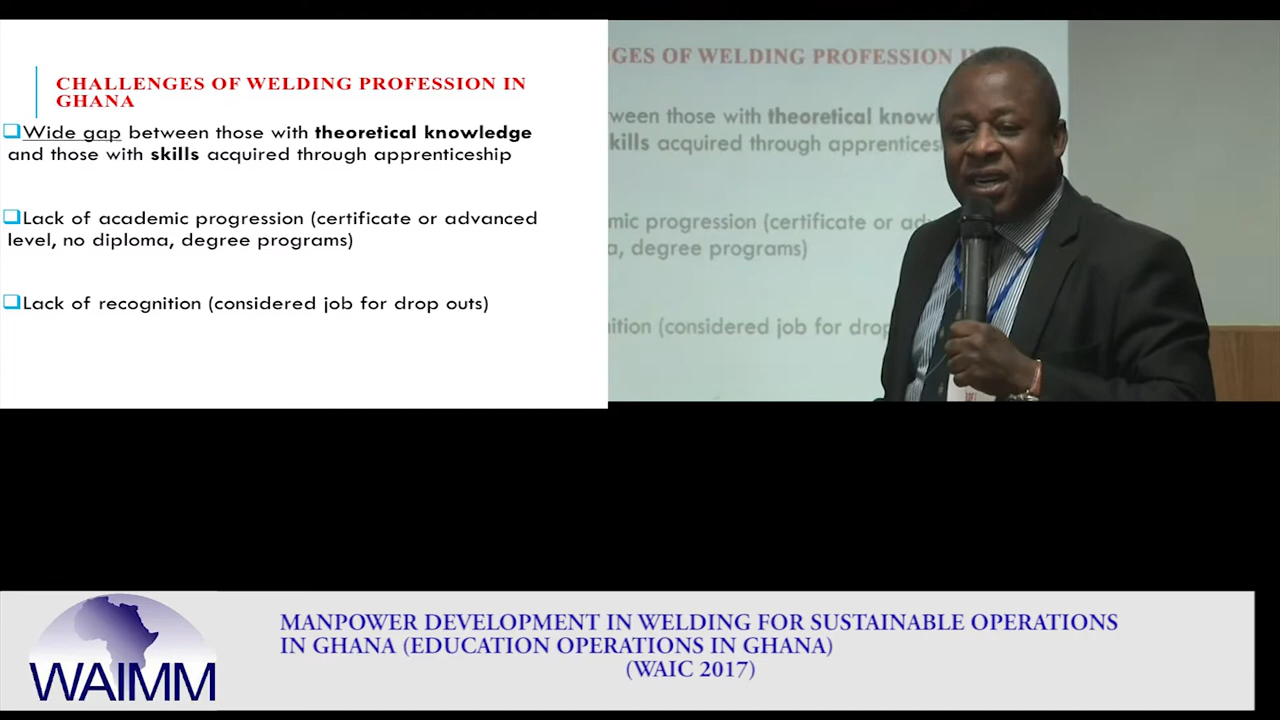 CHALLENGES OF WELDING PROFESSION IN
GHANA
Wide gap between those with theoretical knowledge
and those with skills acquired through apprenticeship
Lack of academic progression (certificate or advanced
level, no diploma, degree programs)
Lack of recognition (considered job for drop outs)
GES OF WELDING PROFESSION I
ween those with theoretical knowl
kills acquired through apprentices
mic progression (certificate or ad
a, degree programs)
ition (considered job for drop
WAIMM
MANPOWER DEVELOPMENT IN WELDING FOR SUSTAINABLE OPERATIONS
IN GHANA (EDUCATION OPERATIONS IN GHANA)
(WAIC 2017)